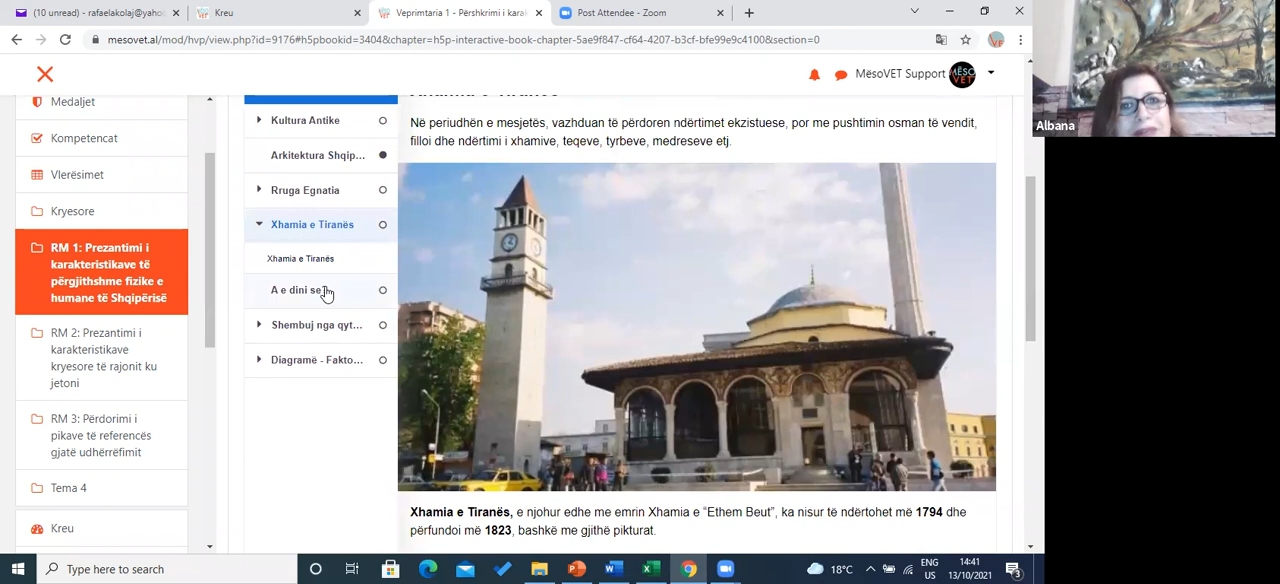 (10 unread) - rafaelakolaj@yaho
Kreu
Veprimtaria 1 - Përshkrimi i kara
Post Attendee - Zoom
mesovet.al/mod/hvp/view.php?id=9176#h5pbookid=3404&chapter=h5p-interactive-book-chapter-5ae9f847-cf64-4207-b3cf-bfe99e9c4100&section=0
MësoVET Support
MËSO
VET
Albana
Medaljet
Kompetencat
Vlerësimet
Kryesore
RM 1: Prezantimi i
karakteristikave të
përgjithshme fizike e
humane të Shqipërisë
RM 2: Prezantimi i
karakteristikave
kryesore të rajonit ku
jetoni
RM 3: Përdorimi i
pikave të referencës
gjatë udhërrëfimit
Tema 4
Kreu
Kultura Antike
Arkitektura Shqip...
Rruga Egnatia
Xhamia e Tiranës
Xhamia e Tiranës
A e dini se
Shembuj nga qyt...
Diagramë - Fakto...
Xhamia e Tiranës
Në periudhën e mesjetës, vazhduan të përdoren ndërtimet ekzistuese, por me pushtimin osman të vendit,
filloi dhe ndërtimi i xhamive, teqeve, tyrbeve, medreseve etj.
Xhamia e Tiranës, e njohur edhe me emrin Xhamia e “Ethem Beut”, ka nisur të ndërtohet më 1794 dhe
përfundoi më 1823, bashkë me gjithë pikturat.
Type here to search
18°C
ENG
US
14:41
13/10/2021
3